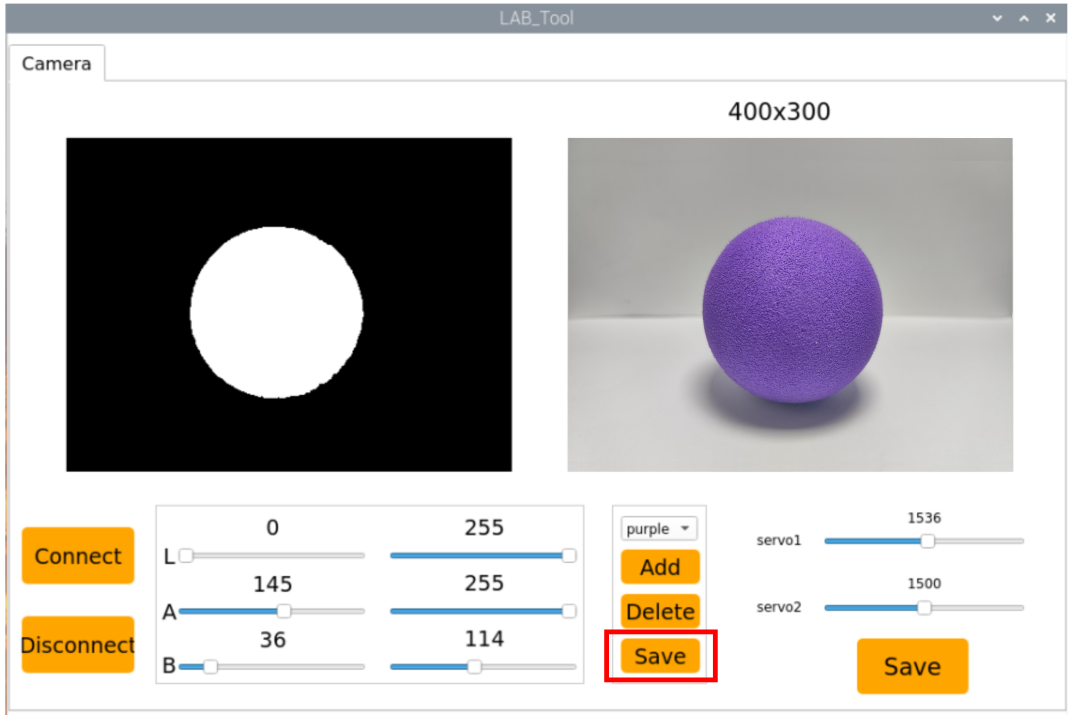 LAB_Tool
Camera
400x300
Connect
Disconnect
0 255
L
145 255
A
36 114
B
purple
Add
Delete
Save
1536
servo1
1500
servo2
Save